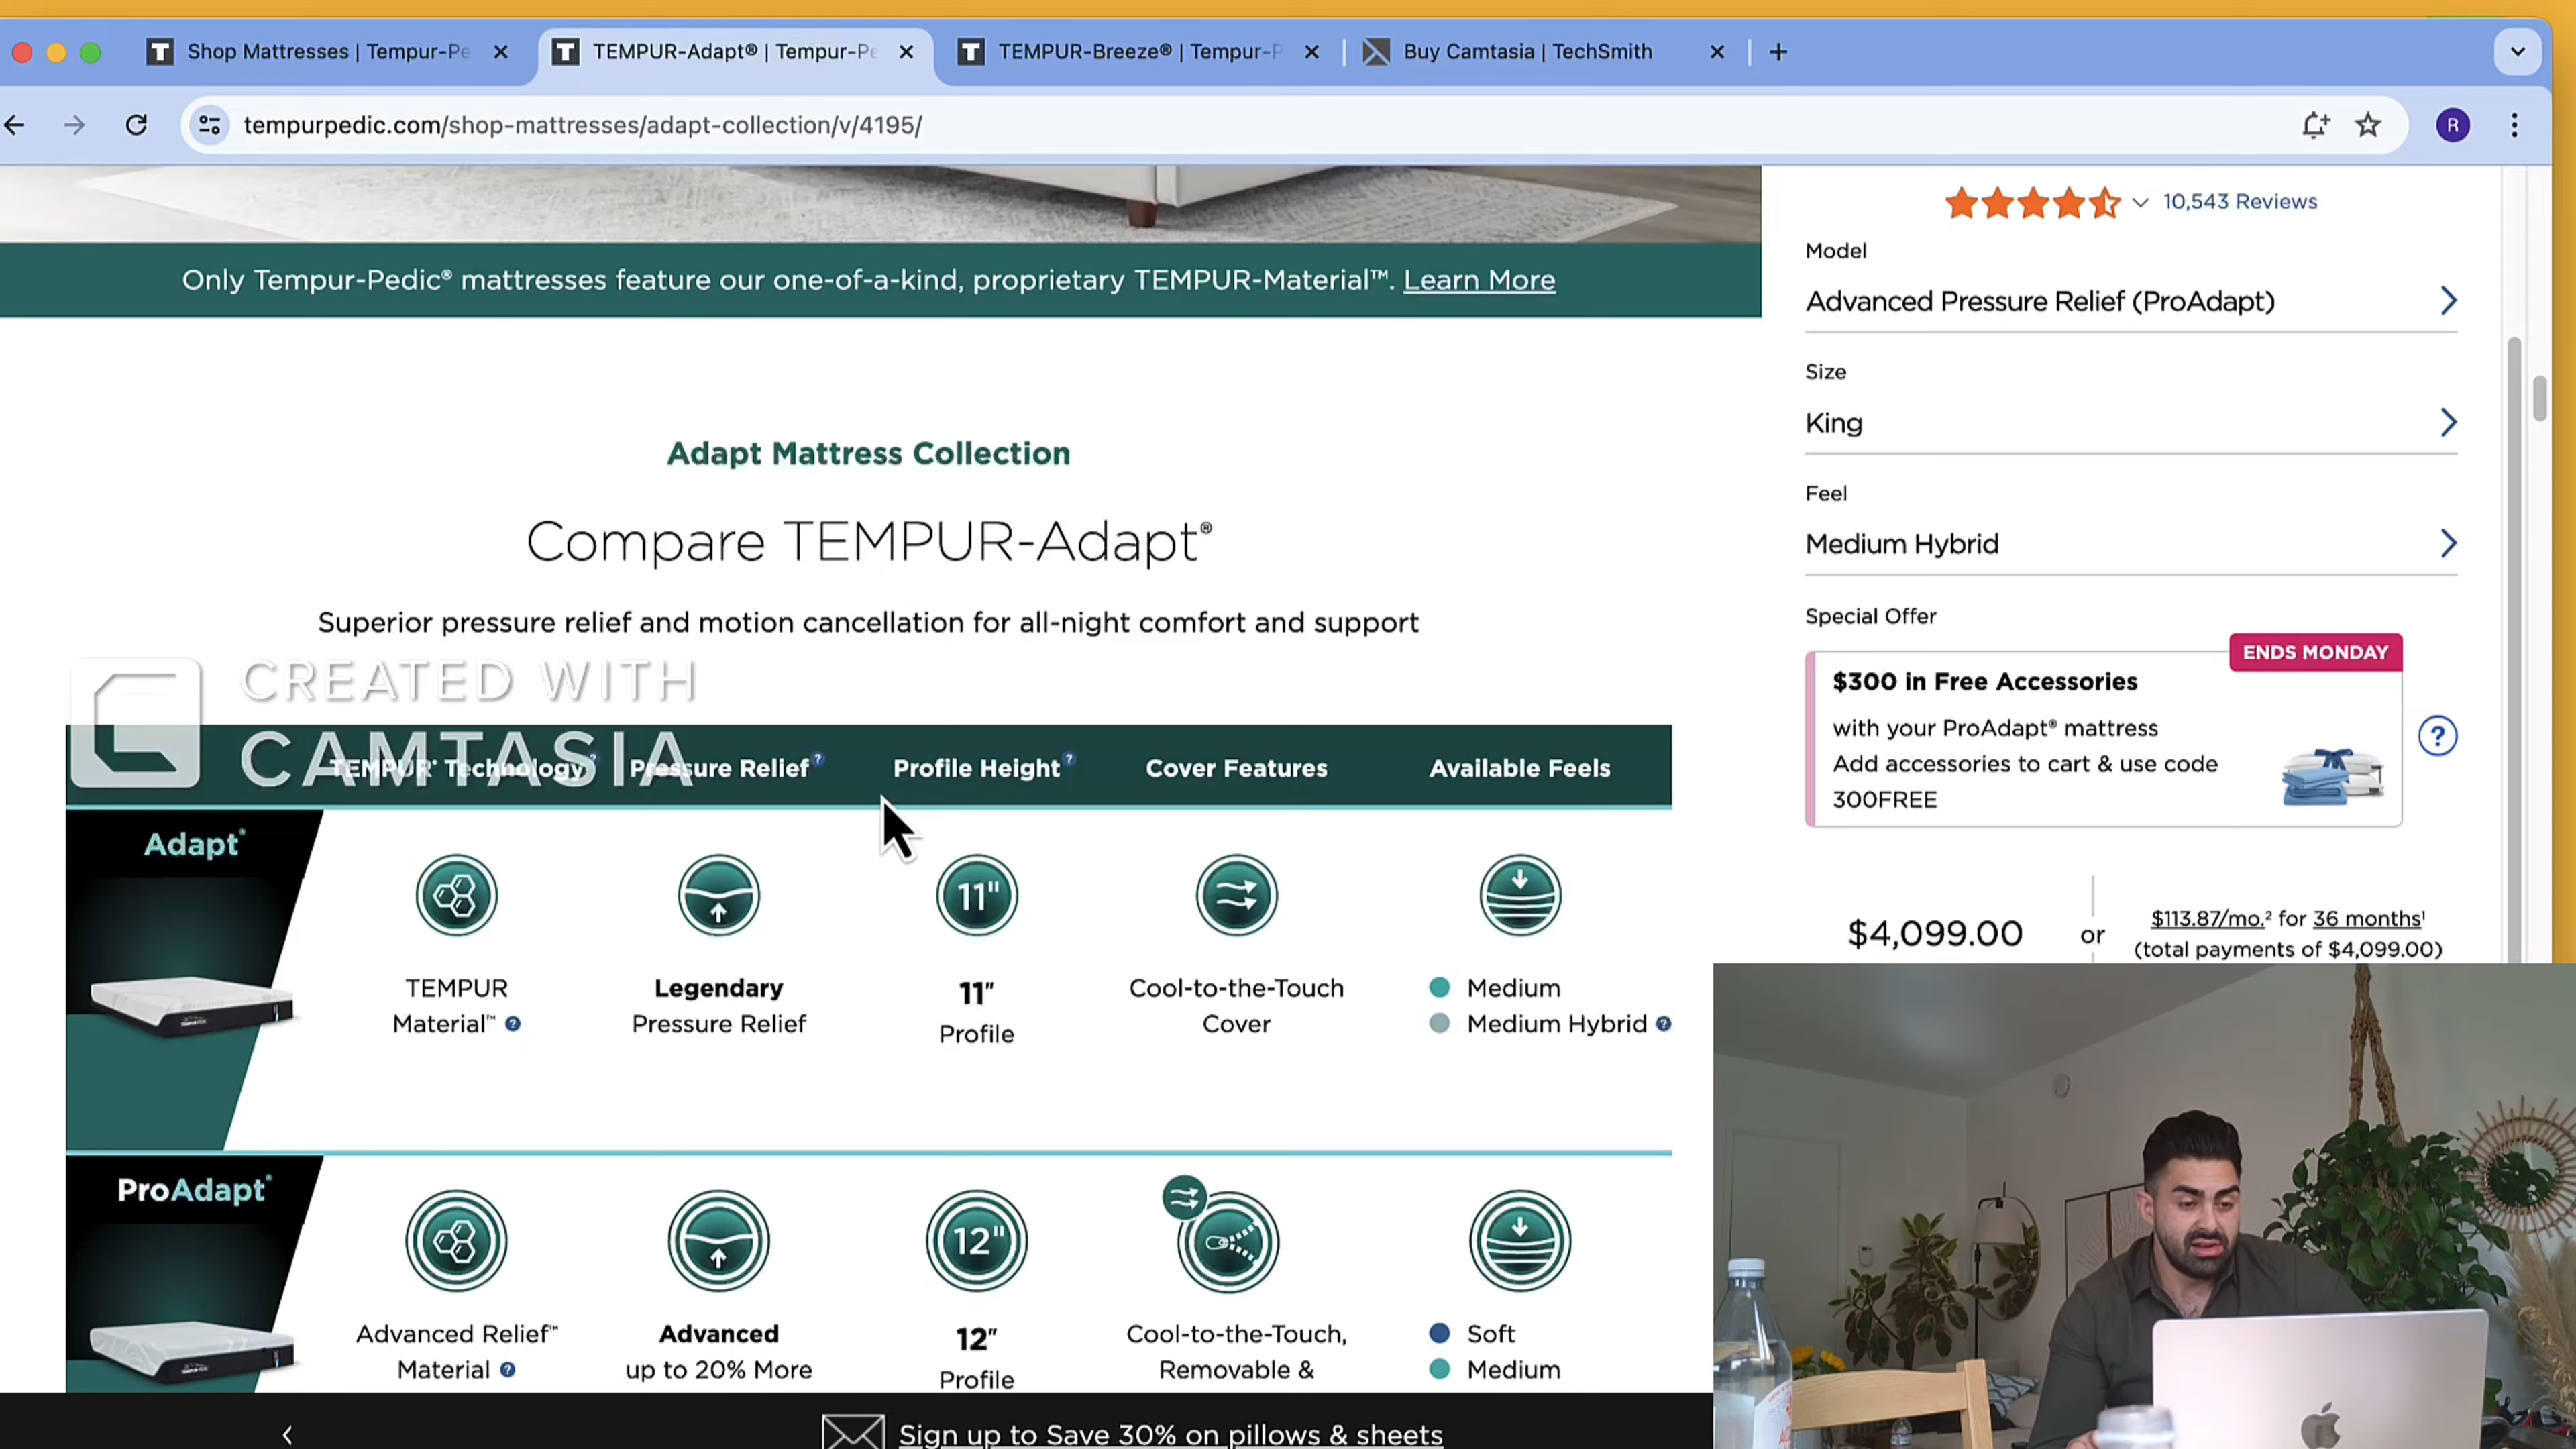 Shop Mattresses | Tempur-Pe
TEMPUR-Adapt® | Tempur-Pe
TEMPUR-Breeze® | Tempur-P
Buy Camtasia | TechSmith
tempurpedic.com/shop-mattresses/adapt-collection/v/4195/
R
10,543 Reviews
Only Tempur-Pedic® mattresses feature our one-of-a-kind, proprietary TEMPUR-Material™. Learn More
Model
Advanced Pressure Relief (ProAdapt)
Size
King
Feel
Medium Hybrid
Special Offer
ENDS MONDAY
$300 in Free Accessories
with your ProAdapt® mattress
Add accessories to cart & use code
300FREE
?
$4,099.00
or
$113.87/mo.² for 36 months¹
(total payments of $4,099.00)
Adapt Mattress Collection
Compare TEMPUR-Adapt®
Superior pressure relief and motion cancellation for all-night comfort and support
CREATED WITH
CAMTASIA
TEMPUR® Technology? Pressure Relief? Profile Height? Cover Features Available Feels
Adapt®
11"
TEMPUR
Material™ ?
Legendary
Pressure Relief
11"
Profile
Cool-to-the-Touch
Cover
Medium
Medium Hybrid ?
ProAdapt®
12"
Advanced Relief™
Material ?
Advanced
up to 20% More
12"
Profile
Cool-to-the-Touch,
Removable &
Soft
Medium
Sign up to Save 30% on pillows & sheets